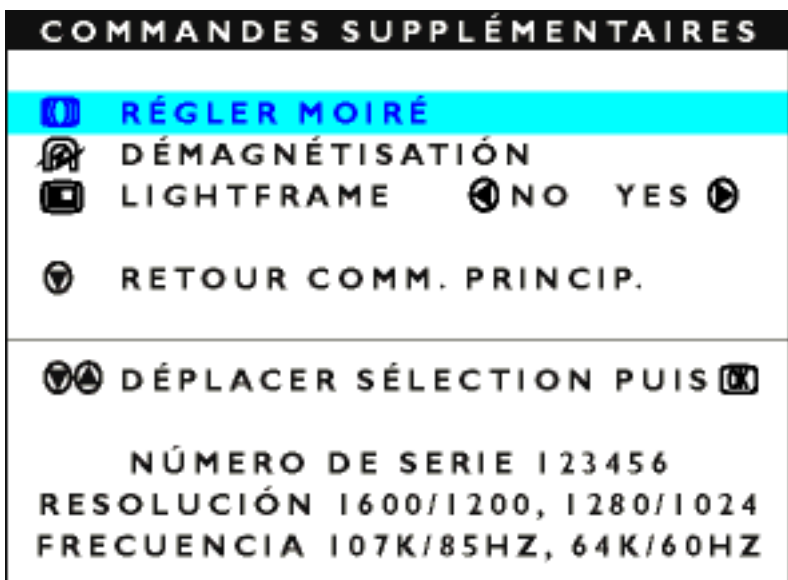 COMMANDES SUPPLÉMENTAIRES
RÉGLER MOIRÉ
DÉMAGNÉTISATIÓN
LIGHTFRAME NO YES
RETOUR COMM. PRINCIP.
DÉPLACER SÉLECTION PUIS OK
NÚMERO DE SERIE 123456
RESOLUCIÓN 1600/1200, 1280/1024
FRECUENCIA 107K/85HZ, 64K/60HZ